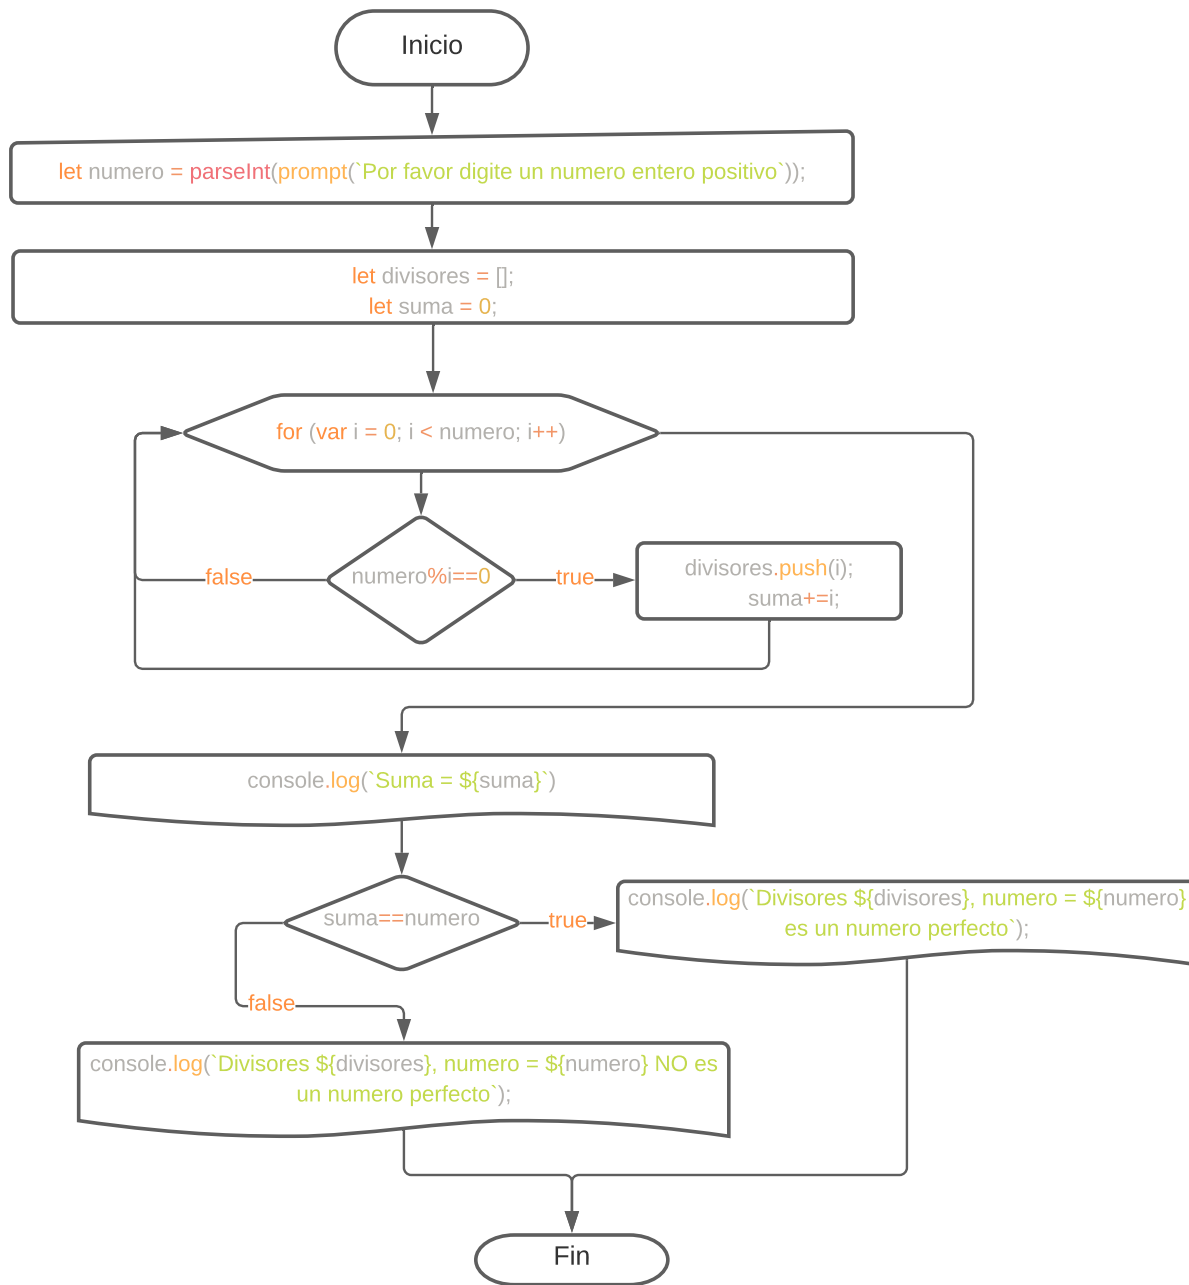 Inicio
let numero = parseInt(prompt(`Por favor digite un numero entero positivo`));
let divisores = [];
let suma = 0;
for (var i = 0; i < numero; i++)
numero%i==0
false
true
divisores.push(i);
suma+=i;
console.log(`Suma = ${suma}`)
suma==numero
true
console.log(`Divisores ${divisores}, numero = ${numero}
es un numero perfecto`);
false
console.log(`Divisores ${divisores}, numero = ${numero} NO es
un numero perfecto`);
Fin